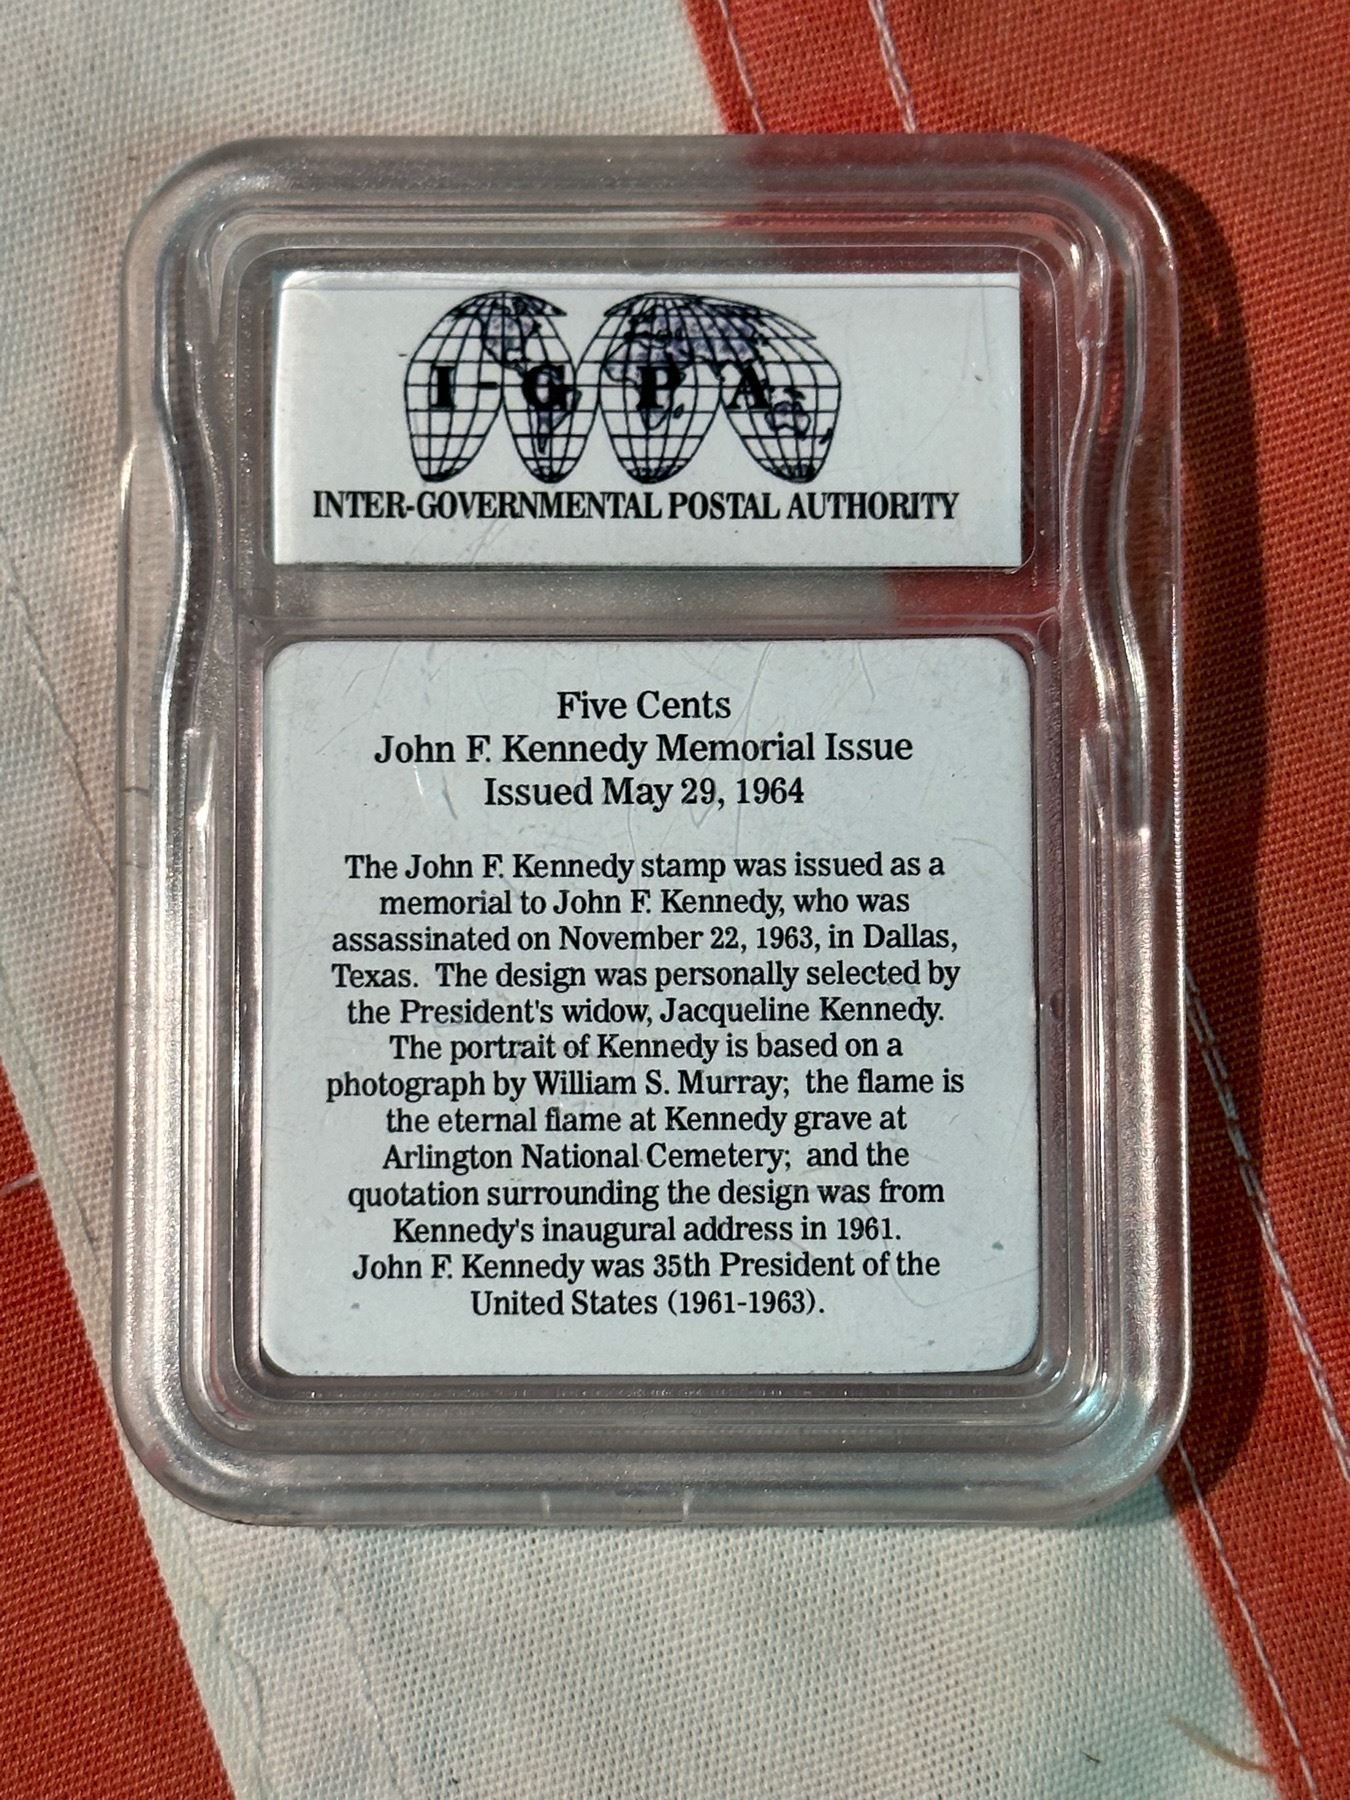 I-GPA
INTER-GOVERNMENTAL POSTAL AUTHORITY
Five Cents
John F. Kennedy Memorial Issue
Issued May 29, 1964
The John F. Kennedy stamp was issued as a
memorial to John F. Kennedy, who was
assassinated on November 22, 1963, in Dallas,
Texas. The design was personally selected by
the President's widow, Jacqueline Kennedy.
The portrait of Kennedy is based on a
photograph by William S. Murray; the flame is
the eternal flame at Kennedy grave at
Arlington National Cemetery; and the
quotation surrounding the design was from
Kennedy's inaugural address in 1961.
John F. Kennedy was 35th President of the
United States (1961-1963).